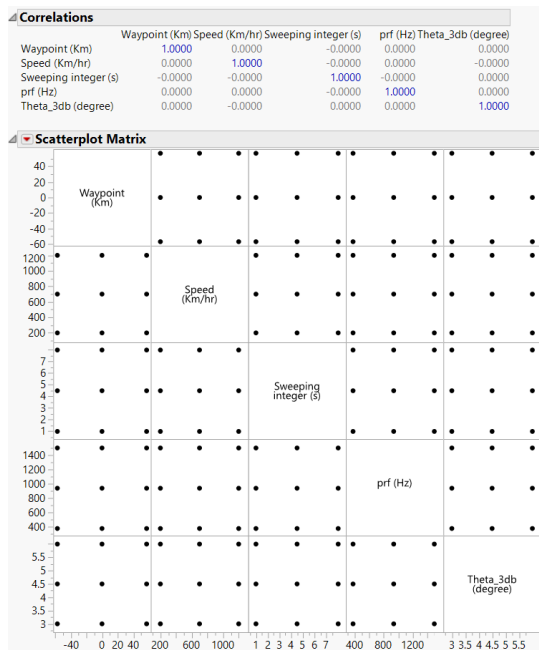 Correlations
Waypoint (Km) Speed (Km/hr) Sweeping integer (s) prf (Hz) Theta_3db (degree)
Waypoint (Km) 1.0000 0.0000 -0.0000 0.0000 0.0000
Speed (Km/hr) 0.0000 1.0000 -0.0000 0.0000 -0.0000
Sweeping integer (s) -0.0000 -0.0000 1.0000 -0.0000 -0.0000
prf (Hz) 0.0000 0.0000 -0.0000 1.0000 0.0000
Theta_3db (degree) 0.0000 -0.0000 -0.0000 0.0000 1.0000
Scatterplot Matrix
40
20
0
-20
-40
-60
Waypoint
(Km)
1200
1000
800
600
400
200
Speed
(Km/hr)
7
6
5
4
3
2
1
Sweeping
integer (s)
1400
1200
1000
800
600
400
prf (Hz)
5.5
5
4.5
4
3.5
3
Theta_3db
(degree)
-40 0 20 40 200 600 1000 1 2 3 4 5 6 7 400 800 1200 3 3.5 4 4.5 5 5.5